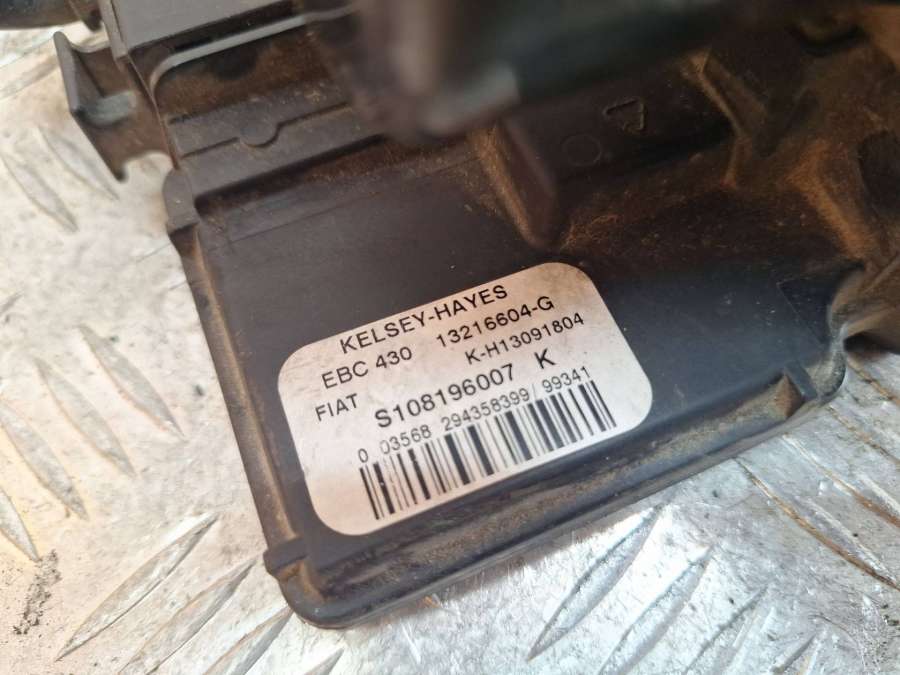 KELSEY-HAYES
EBC 430 13216604-G
K-H13091804
FIAT S108196007 K
0 03568 294358399 99341